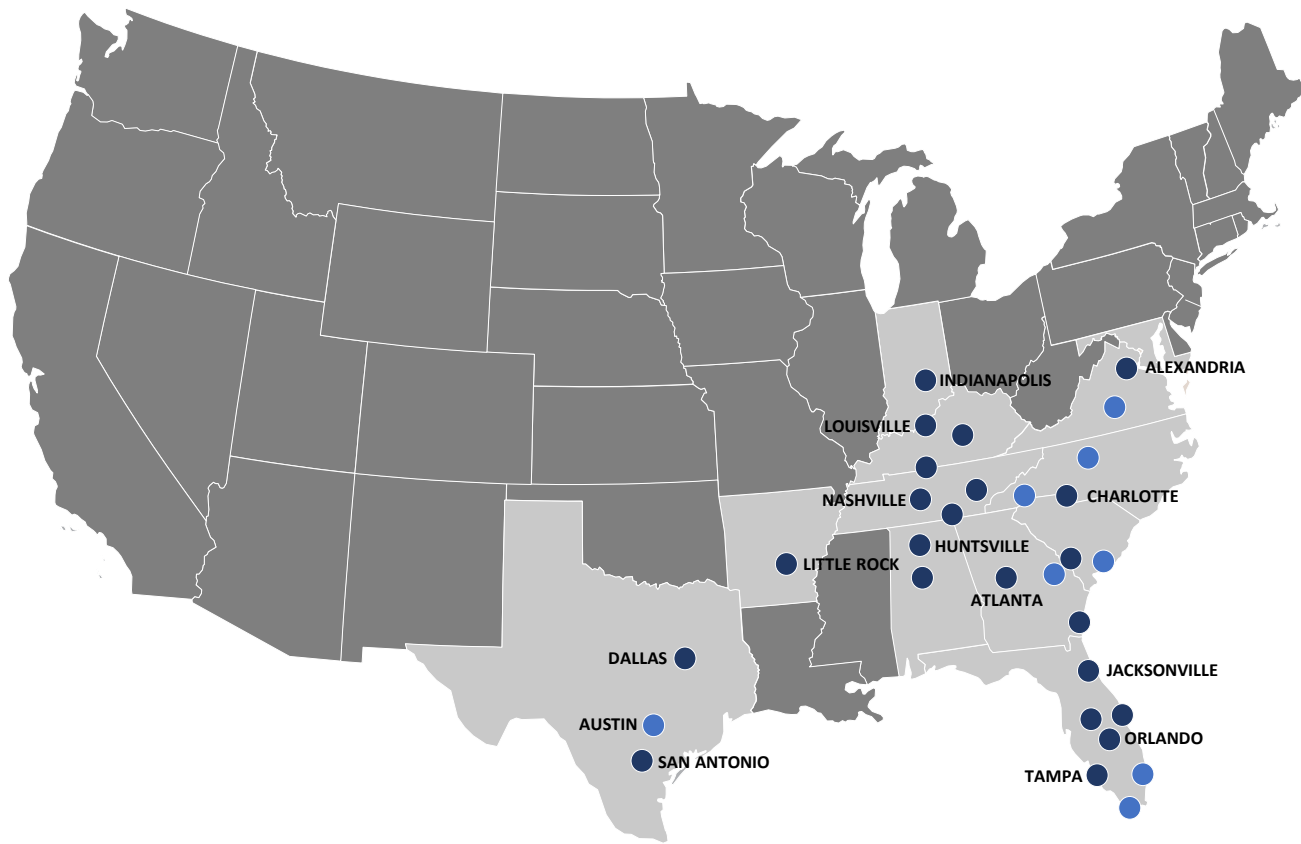 ALEXANDRIA
INDIANAPOLIS
LOUISVILLE
NASHVILLE
CHARLOTTE
HUNTSVILLE
LITTLE ROCK
ATLANTA
DALLAS
JACKSONVILLE
AUSTIN
ORLANDO
SAN ANTONIO
TAMPA